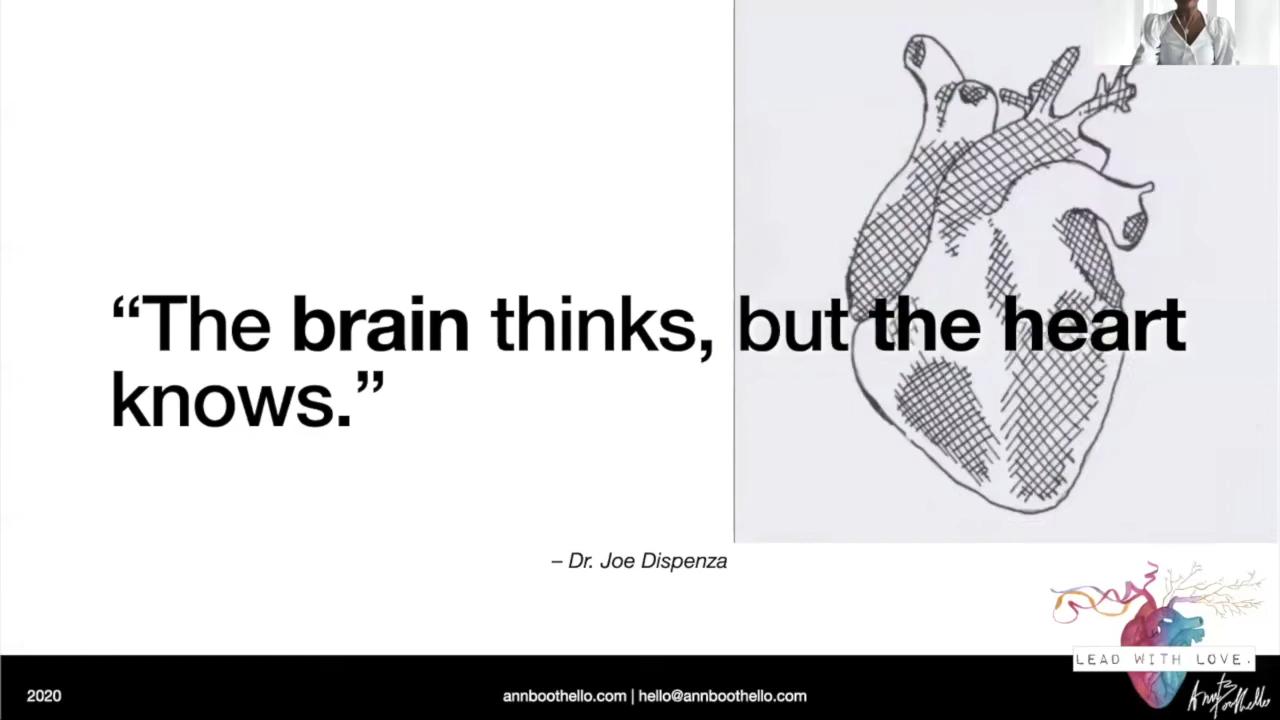 “The brain thinks, but the heart
knows.”
– Dr. Joe Dispenza
LEAD WITH LOVE.
2020
annboothello.com | hello@annboothello.com